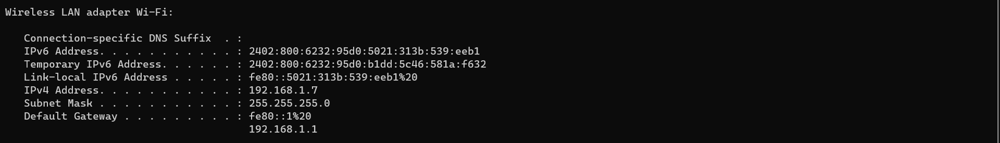 Wireless LAN adapter Wi-Fi:
Connection-specific DNS Suffix  . :
IPv6 Address. . . . . . . . . . . : 2402:800:6232:95d0:5021:313b:539:eeb1
Temporary IPv6 Address. . . . . . : 2402:800:6232:95d0:b1dd:5c46:581a:f632
Link-local IPv6 Address . . . . . : fe80::5021:313b:539:eeb1%20
IPv4 Address. . . . . . . . . . . : 192.168.1.7
Subnet Mask . . . . . . . . . . . : 255.255.255.0
Default Gateway . . . . . . . . . : fe80::1%20
192.168.1.1